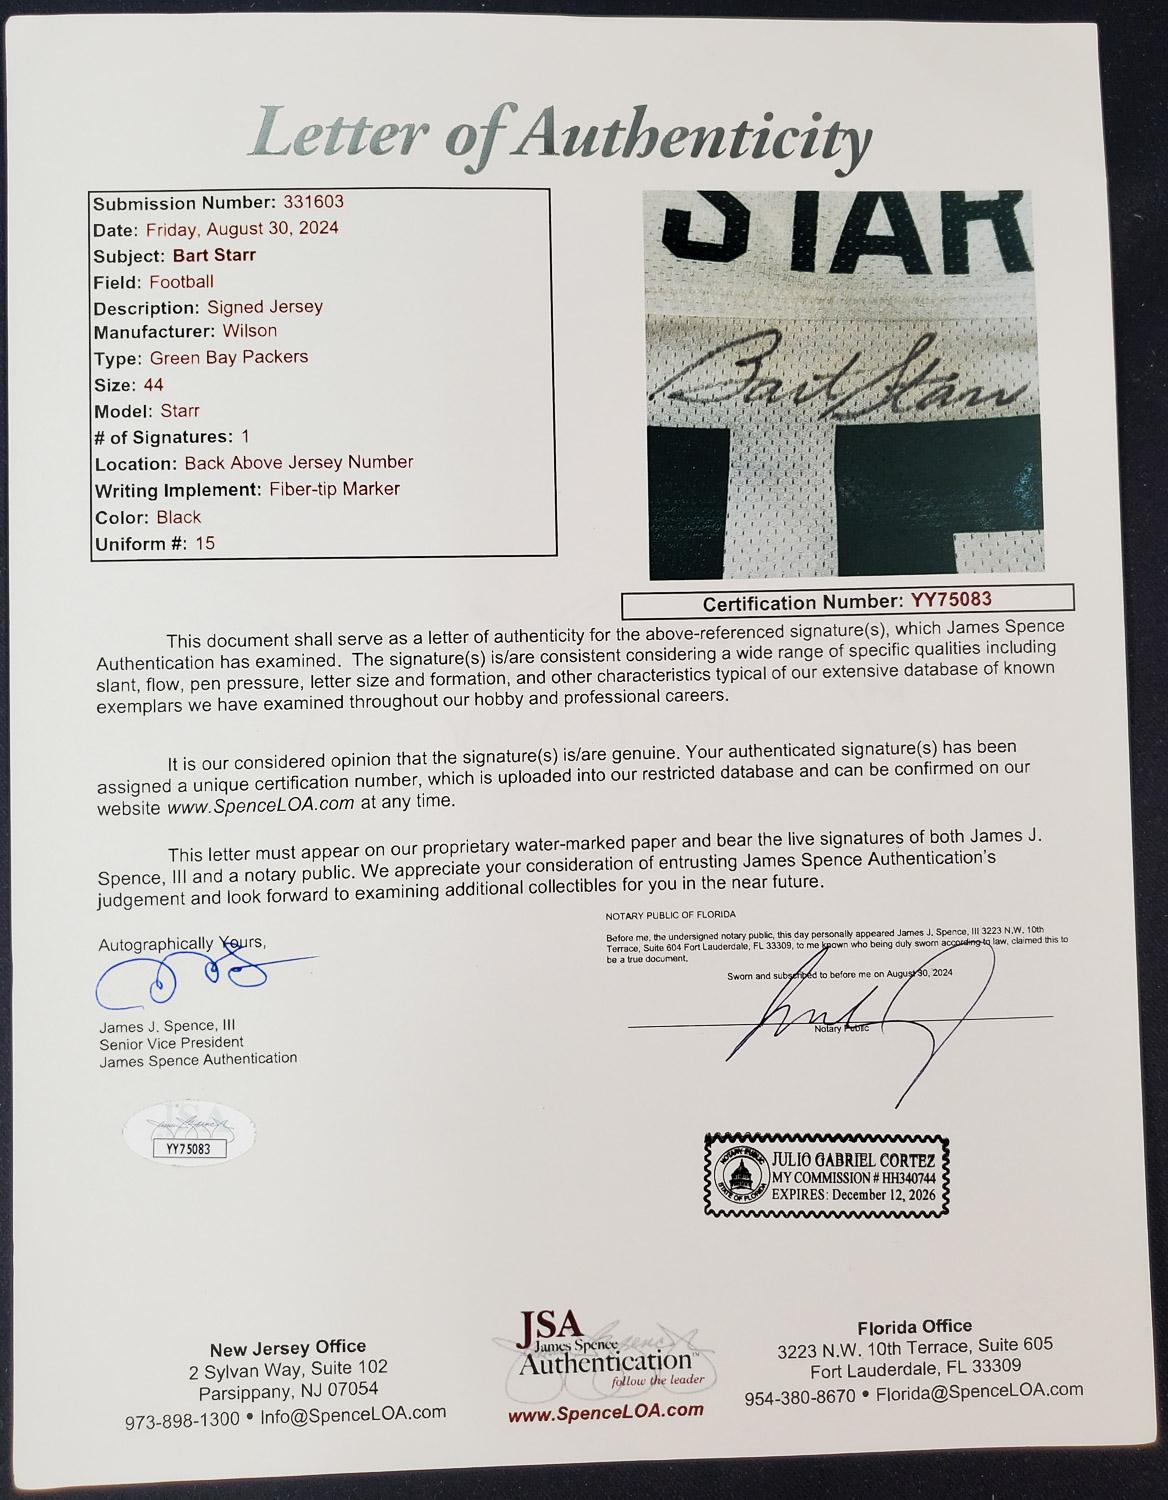 Letter of Authenticity
Submission Number: 331603
Date: Friday, August 30, 2024
Subject: Bart Starr
Field: Football
Description: Signed Jersey
Manufacturer: Wilson
Type: Green Bay Packers
Size: 44
Model: Starr
# of Signatures: 1
Location: Back Above Jersey Number
Writing Implement: Fiber-tip Marker
Color: Black
Uniform #: 15
STAR
Bart Starr
Certification Number: YY75083
This document shall serve as a letter of authenticity for the above-referenced signature(s), which James Spence
Authentication has examined. The signature(s) is/are consistent considering a wide range of specific qualities including
slant, flow, pen pressure, letter size and formation, and other characteristics typical of our extensive database of known
exemplars we have examined throughout our hobby and professional careers.
It is our considered opinion that the signature(s) is/are genuine. Your authenticated signature(s) has been
assigned a unique certification number, which is uploaded into our restricted database and can be confirmed on our
website www.SpenceLOA.com at any time.
This letter must appear on our proprietary water-marked paper and bear the live signatures of both James J.
Spence, III and a notary public. We appreciate your consideration of entrusting James Spence Authentication's
judgement and look forward to examining additional collectibles for you in the near future.
Autographically Yours,
James J. Spence, III
Senior Vice President
James Spence Authentication
JSA
YY75083
NOTARY PUBLIC OF FLORIDA
Before me, the undersigned notary public, this day personally appeared James J. Spence, III 3223 N.W. 10th
Terrace, Suite 604 Fort Lauderdale, FL 33309, to me known who being duly sworn according to law, claimed this to
be a true document.
Sworn and subscribed to before me on August 30, 2024
Notary Public
NOTARY PUBLIC
STATE OF FLORIDA
JULIO GABRIEL CORTEZ
MY COMMISSION # HH340744
EXPIRES: December 12, 2026
New Jersey Office
2 Sylvan Way, Suite 102
Parsippany, NJ 07054
973-898-1300 • Info@SpenceLOA.com
JSA
James Spence
Authentication™
follow the leader
www.SpenceLOA.com
Florida Office
3223 N.W. 10th Terrace, Suite 605
Fort Lauderdale, FL 33309
954-380-8670 • Florida@SpenceLOA.com